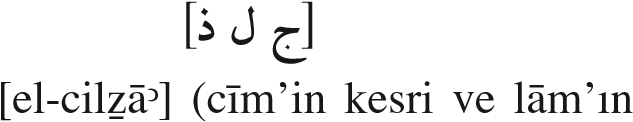 [ج ل ذ]
[el-cilẕāʾ] (cīm’in kesri ve lām’ın